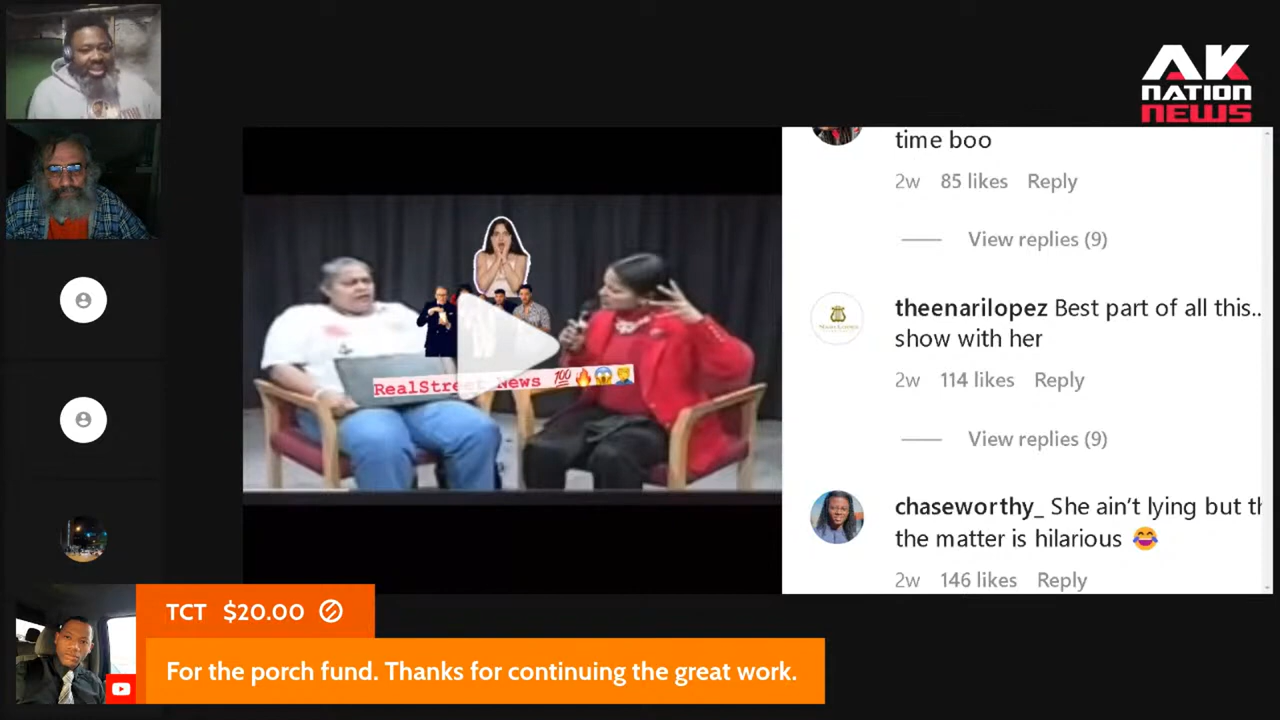 AK
NATION
NEWS
time boo
2w 85 likes Reply
View replies (9)
theenarilopez Best part of all this..
show with her
2w 114 likes Reply
View replies (9)
chaseworthy_ She ain't lying but th
the matter is hilarious 😂
2w 146 likes Reply
RealStreet News 💯🔥😱🤦
TCT $20.00
For the porch fund. Thanks for continuing the great work.